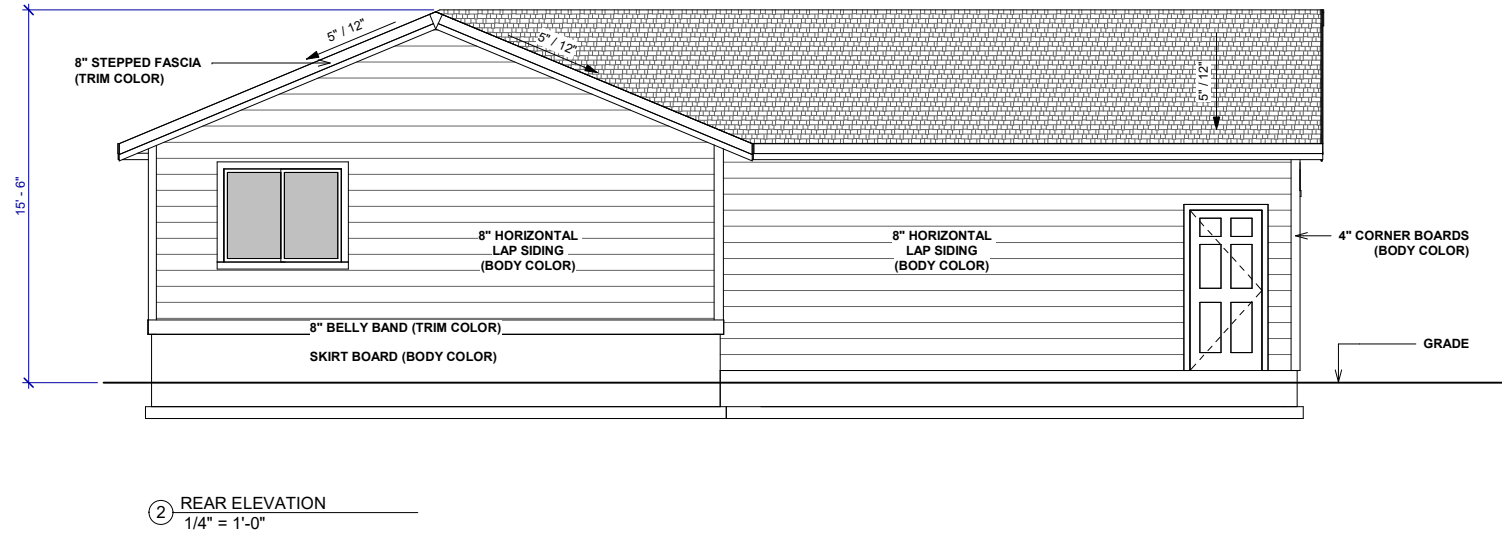 5" / 12"
5" / 12"
5" / 12"
8" STEPPED FASCIA
(TRIM COLOR)
15' - 6"
8" HORIZONTAL
LAP SIDING
(BODY COLOR)
8" HORIZONTAL
LAP SIDING
(BODY COLOR)
4" CORNER BOARDS
(BODY COLOR)
8" BELLY BAND (TRIM COLOR)
SKIRT BOARD (BODY COLOR)
GRADE
2
REAR ELEVATION
1/4" = 1'-0"